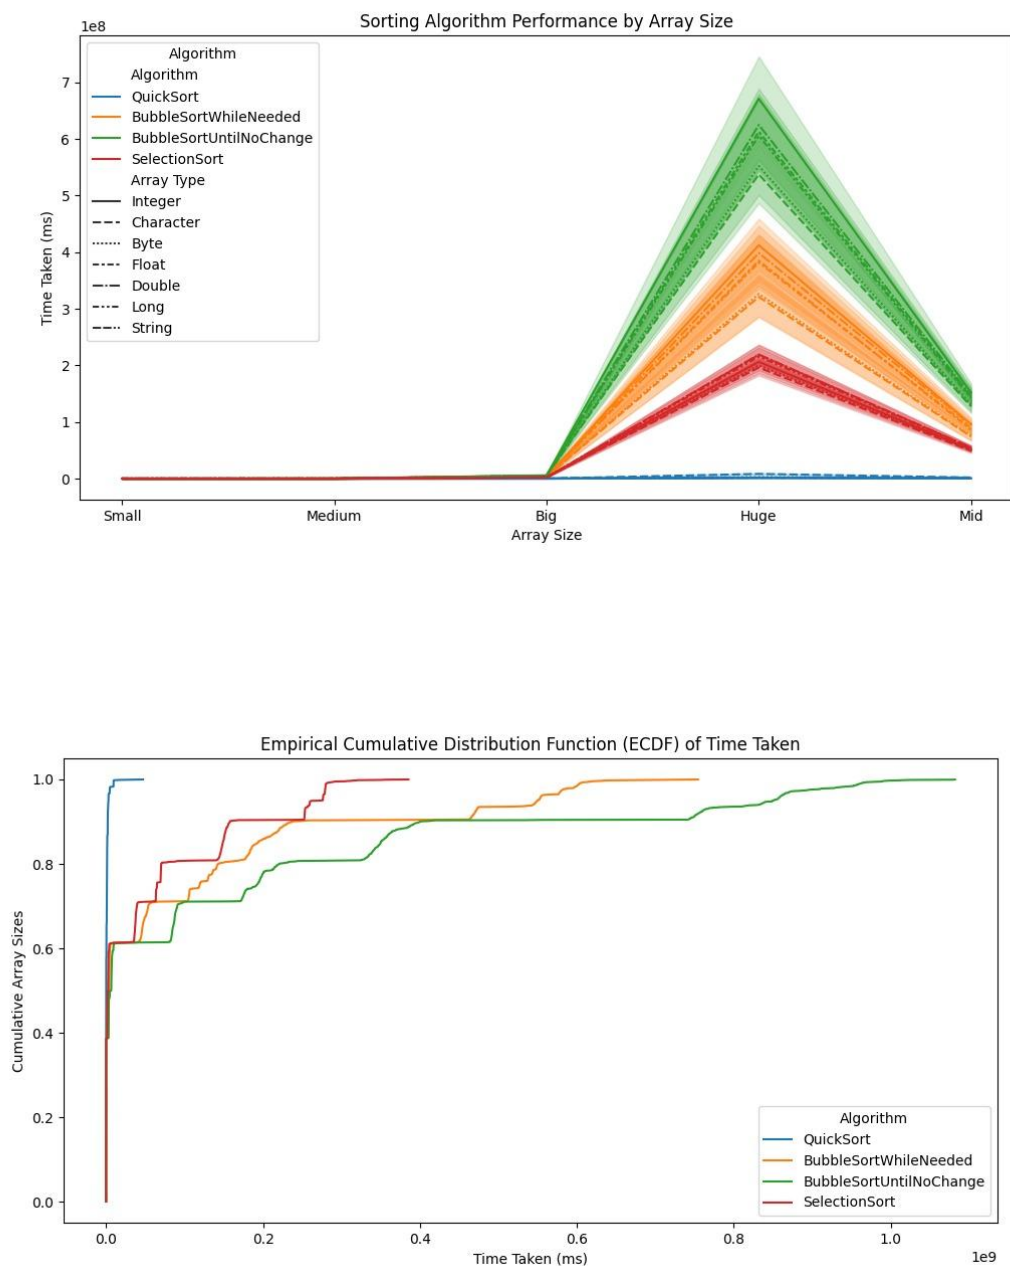 Sorting Algorithm Performance by Array Size
1e8
Algorithm
Algorithm
QuickSort
BubbleSortWhileNeeded
BubbleSortUntilNoChange
SelectionSort
Array Type
Integer
Character
Byte
Float
Double
Long
String
Time Taken (ms)
7
6
5
4
3
2
1
0
Small Medium Big Huge Mid
Array Size
Empirical Cumulative Distribution Function (ECDF) of Time Taken
Cumulative Array Sizes
1.0
0.8
0.6
0.4
0.2
0.0
Algorithm
QuickSort
BubbleSortWhileNeeded
BubbleSortUntilNoChange
SelectionSort
0.0 0.2 0.4 0.6 0.8 1.0
Time Taken (ms)
1e9